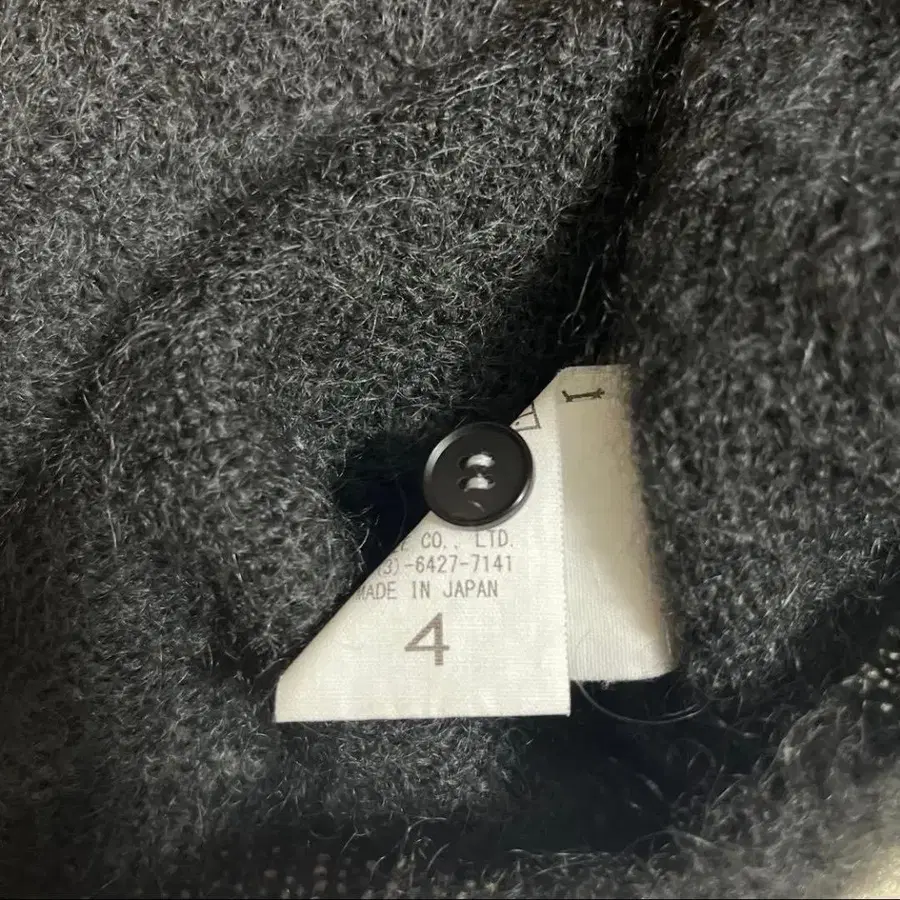 CO., LTD.
(3)-6427-7141
MADE IN JAPAN
4